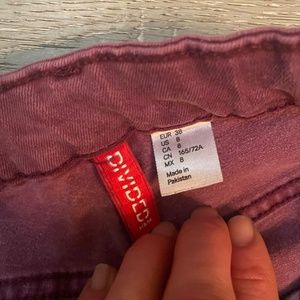 DIVIDED
EUR 38
US 8
CA 8
CN 165/72A
MX 8
Made in
Pakistan